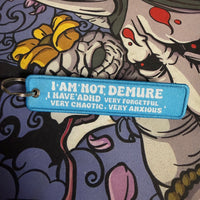 I AM NOT DEMURE
I HAVE ADHD VERY FORGETFUL
VERY CHAOTIC, VERY ANXIOUS